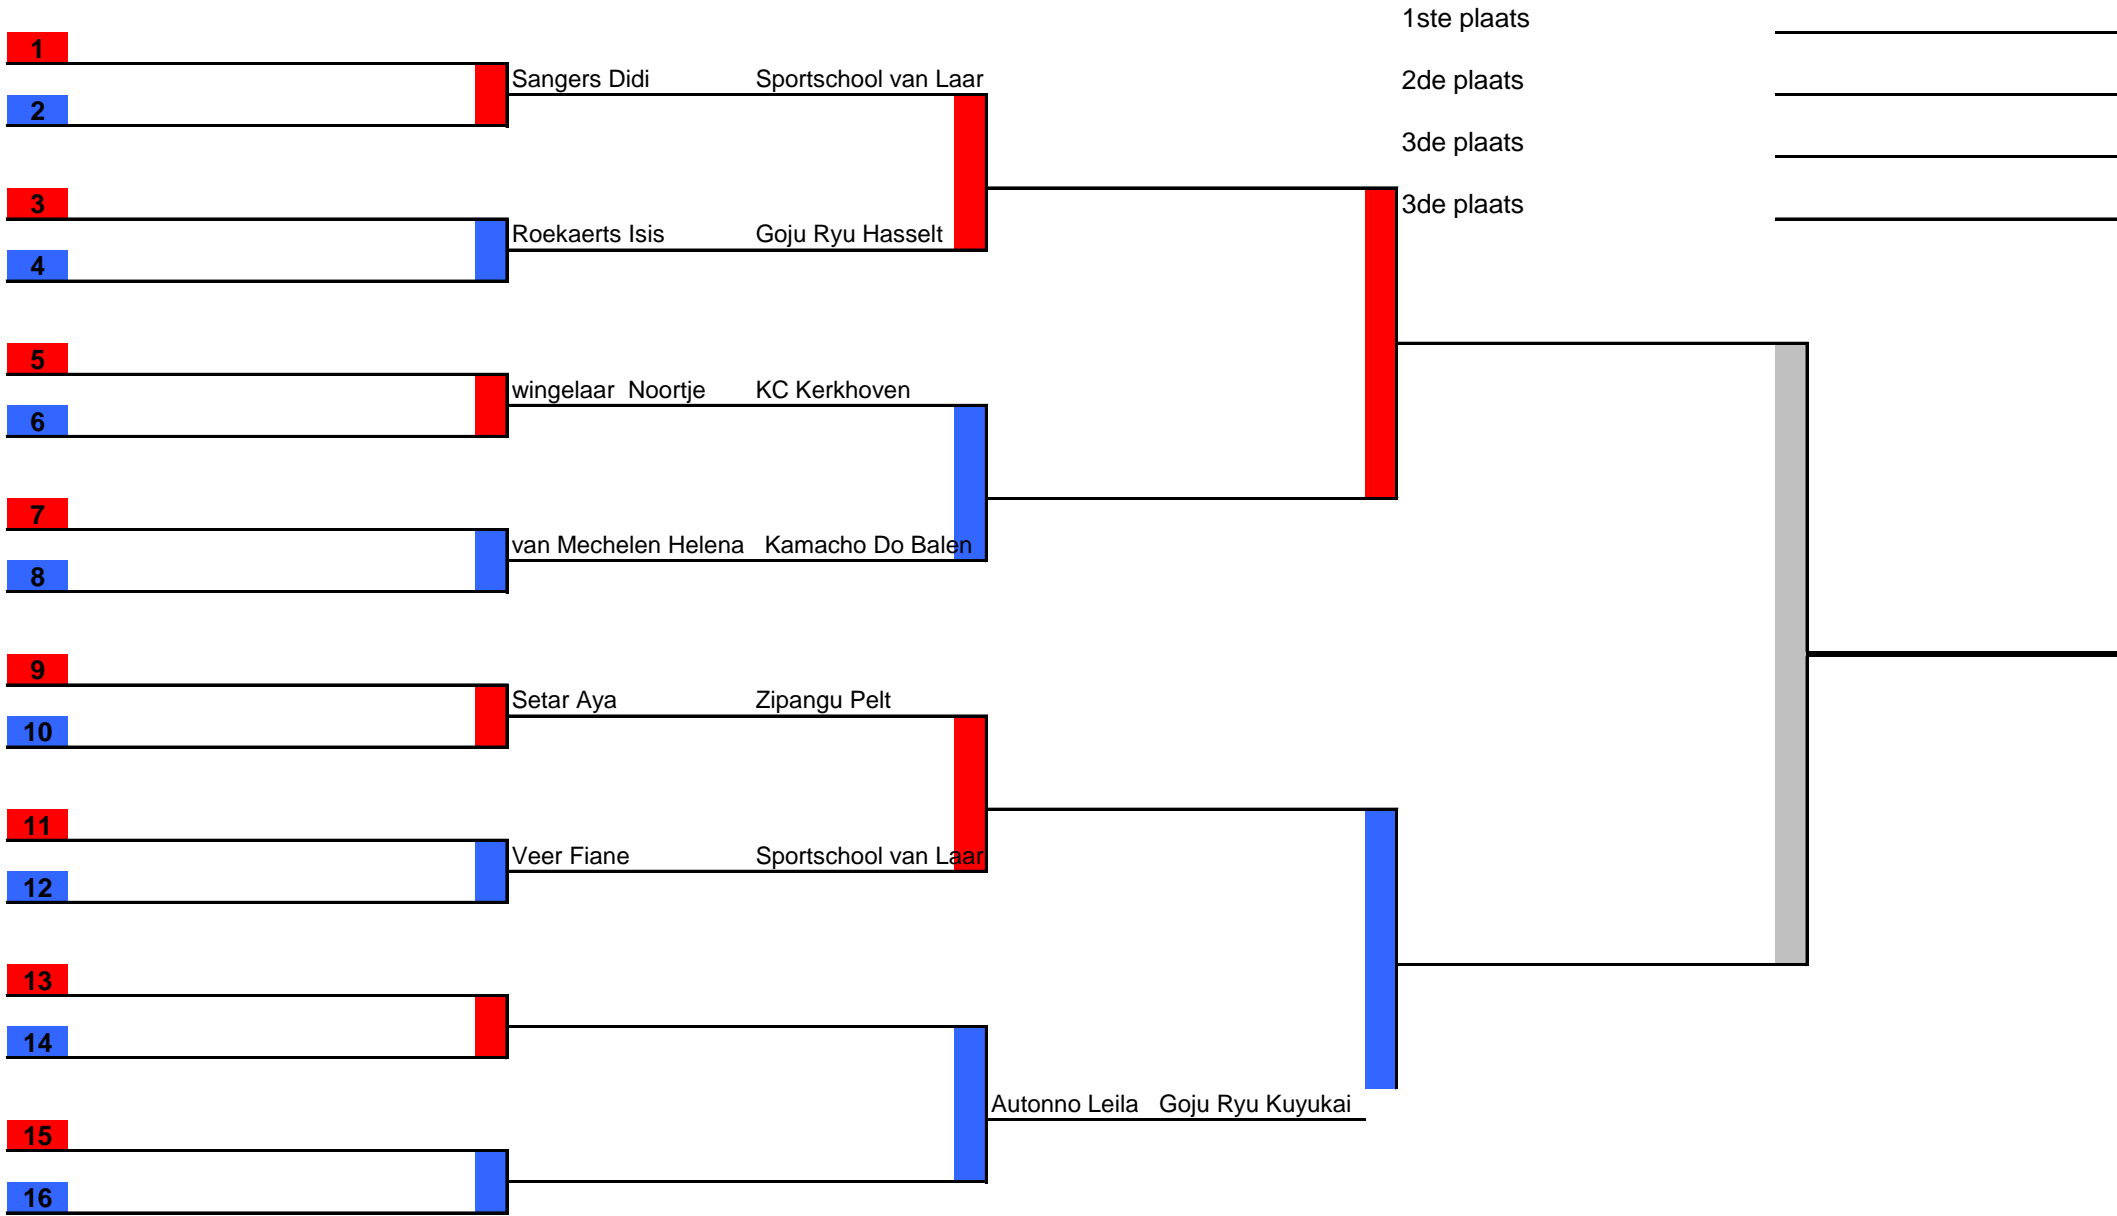 1ste plaats
1
Sangers Didi Sportschool van Laar 2de plaats
2
3de plaats
3 3de plaats
Roekaerts Isis Goju Ryu Hasselt
4
5
wingelaar  Noortje KC Kerkhoven
6
7
van Mechelen Helena Kamacho Do Balen
8
9
Setar Aya Zipangu Pelt
10
11
Veer Fiane Sportschool van Laar
12
13
14
Autonno Leila Goju Ryu Kuyukai
15
16